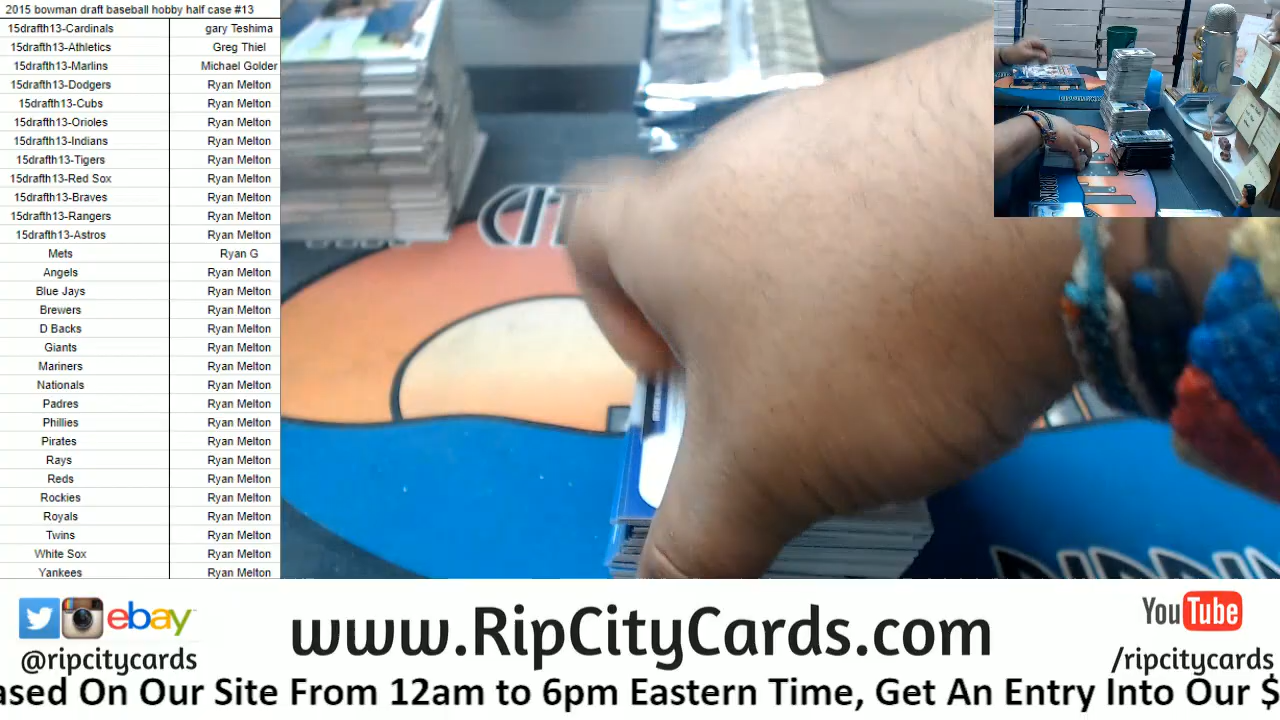 2015 bowman draft baseball hobby half case #13
15drafth13-Cardinals gary Teshima
15drafth13-Athletics Greg Thiel
15drafth13-Marlins Michael Golder
15drafth13-Dodgers Ryan Melton
15drafth13-Cubs Ryan Melton
15drafth13-Orioles Ryan Melton
15drafth13-Indians Ryan Melton
15drafth13-Tigers Ryan Melton
15drafth13-Red Sox Ryan Melton
15drafth13-Braves Ryan Melton
15drafth13-Rangers Ryan Melton
15drafth13-Astros Ryan Melton
Mets Ryan G
Angels Ryan Melton
Blue Jays Ryan Melton
Brewers Ryan Melton
D Backs Ryan Melton
Giants Ryan Melton
Mariners Ryan Melton
Nationals Ryan Melton
Padres Ryan Melton
Phillies Ryan Melton
Pirates Ryan Melton
Rays Ryan Melton
Reds Ryan Melton
Rockies Ryan Melton
Royals Ryan Melton
Twins Ryan Melton
White Sox Ryan Melton
Yankees Ryan Melton
ebay
@ripcitycards
www.RipCityCards.com
YouTube
/ripcitycards
ased On Our Site From 12am to 6pm Eastern Time, Get An Entry Into Our $